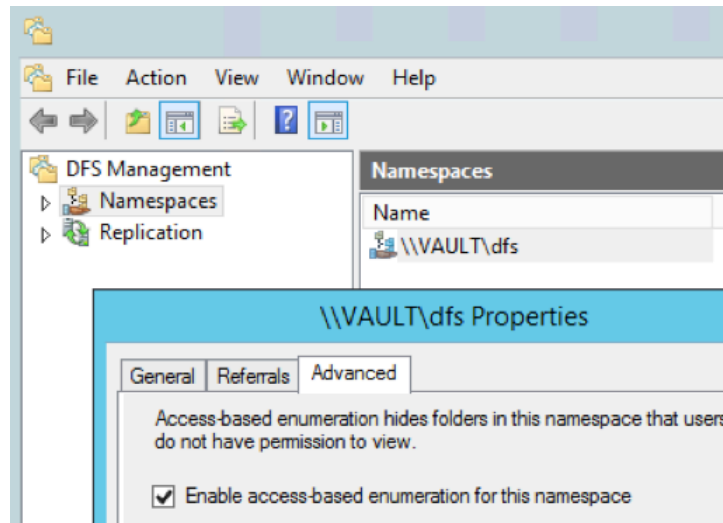 File Action View Window Help
DFS Management
Namespaces
Replication
Namespaces
Name
\\VAULT\dfs
\\VAULT\dfs Properties
General Referrals Advanced
Access-based enumeration hides folders in this namespace that users
do not have permission to view.
Enable access-based enumeration for this namespace